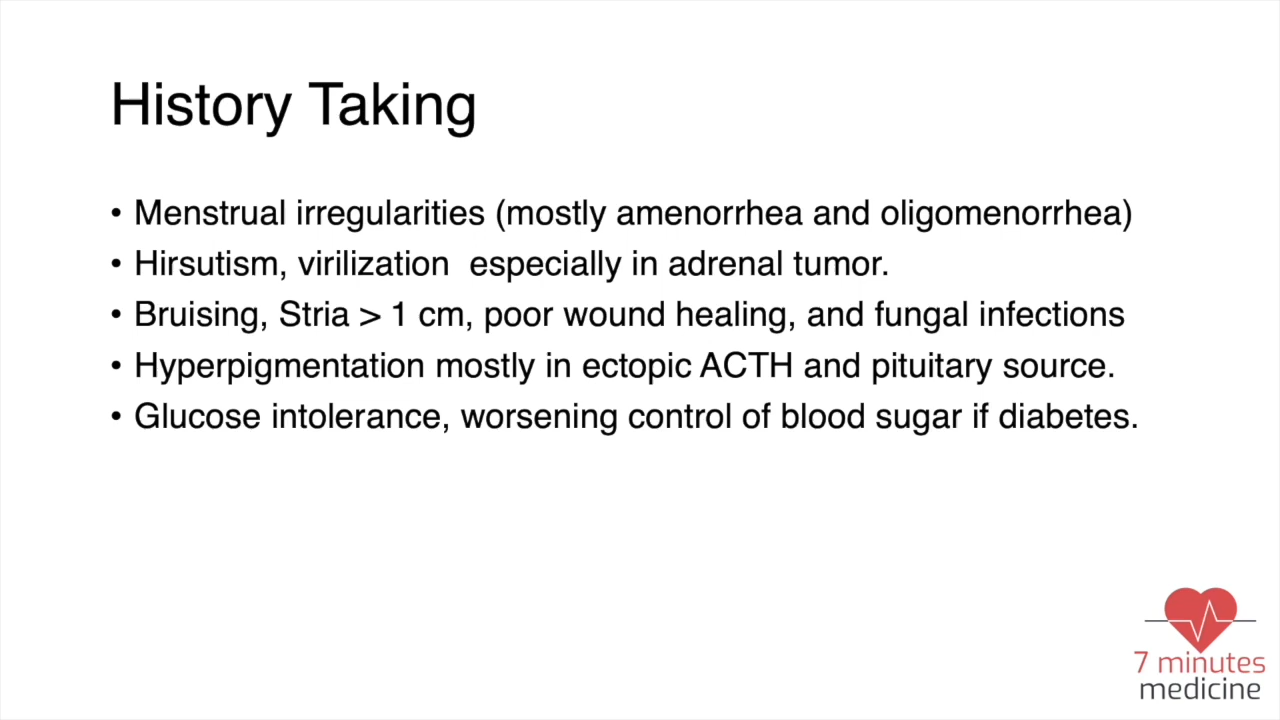 History Taking
• Menstrual irregularities (mostly amenorrhea and oligomenorrhea)
• Hirsutism, virilization  especially in adrenal tumor.
• Bruising, Stria > 1 cm, poor wound healing, and fungal infections
• Hyperpigmentation mostly in ectopic ACTH and pituitary source.
• Glucose intolerance, worsening control of blood sugar if diabetes.
7 minutes
medicine